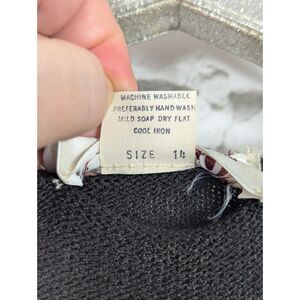 MACHINE WASHABLE
PREFERABLY HAND WASH
MILD SOAP DRY FLAT
COOL IRON
SIZE 14